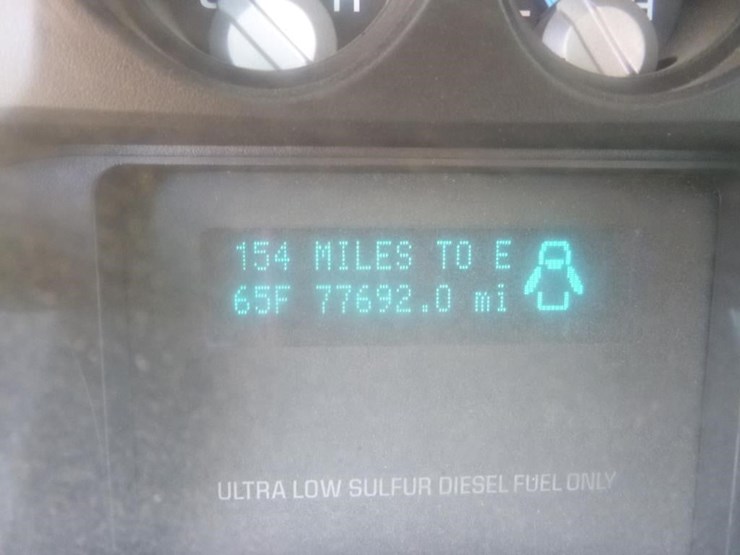 154 MILES TO E
65F 77692.0 mi
ULTRA LOW SULFUR DIESEL FUEL ONLY